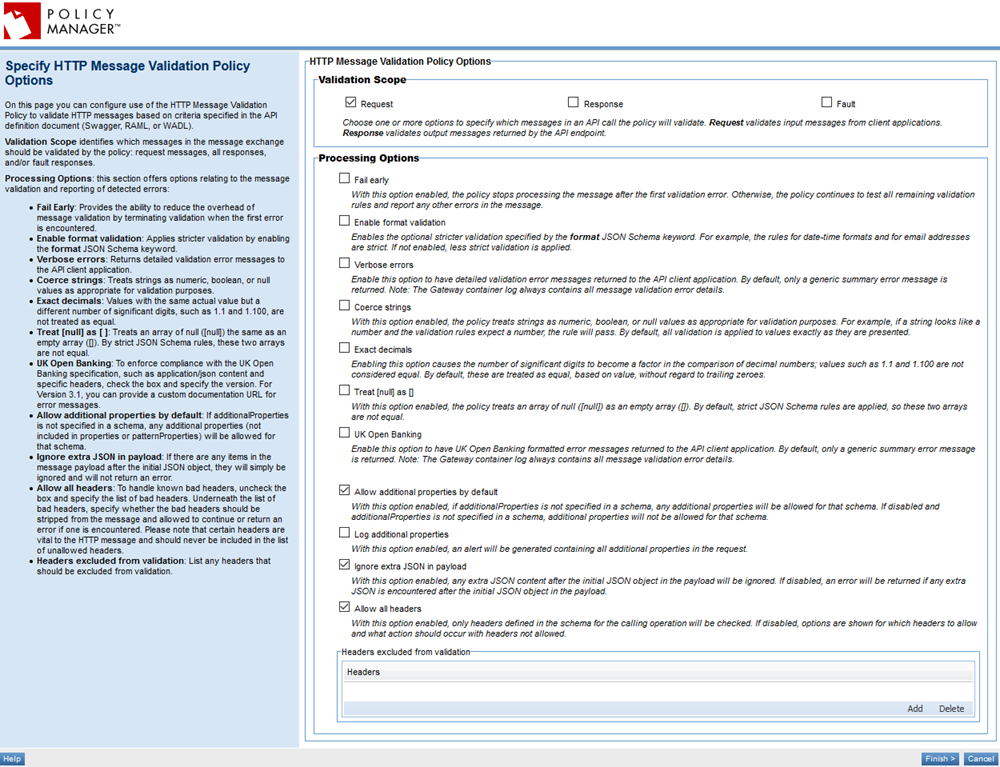 POLICY
MANAGER™
Specify HTTP Message Validation Policy
Options
On this page you can configure use of the HTTP Message Validation
Policy to validate HTTP messages based on criteria specified in the API
definition document (Swagger, RAML, or WADL).
Validation Scope identifies which messages in the message exchange
should be validated by the policy: request messages, all responses,
and/or fault responses.
Processing Options: this section offers options relating to the message
validation and reporting of detected errors:
• Fail Early: Provides the ability to reduce the overhead of
message validation by terminating validation when the first error
is encountered.
• Enable format validation: Applies stricter validation by enabling
the format JSON Schema keyword.
• Verbose errors: Returns detailed validation error messages to
the API client application.
• Coerce strings: Treats strings as numeric, boolean, or null
values as appropriate for validation purposes.
• Exact decimals: Values with the same actual value but a
different number of significant digits, such as 1.1 and 1.100, are
not treated as equal.
• Treat [null] as [ ]: Treats an array of null ([null]) the same as an
empty array ([]). By strict JSON Schema rules, these two arrays
are not equal.
• UK Open Banking: To enforce compliance with the UK Open
Banking specification, such as application/json content and
specific headers, check the box and specify the version. For
Version 3.1, you can provide a custom documentation URL for
error messages.
• Allow additional properties by default: If additionalProperties
is not specified in a schema, any additional properties (not
included in properties or patternProperties) will be allowed for
that schema.
• Ignore extra JSON in payload: If there are any items in the
message payload after the initial JSON object, they will simply be
ignored and will not return an error.
• Allow all headers: To handle known bad headers, uncheck the
box and specify the list of bad headers. Underneath the list of
bad headers, specify whether the bad headers should be
stripped from the message and allowed to continue or return an
error if one is encountered. Please note that certain headers are
vital to the HTTP message and should never be included in the list
of unallowed headers.
• Headers excluded from validation: List any headers that
should be excluded from validation.
HTTP Message Validation Policy Options
Validation Scope
Request Response Fault
Choose one or more options to specify which messages in an API call the policy will validate. Request validates input messages from client applications.
Response validates output messages returned by the API endpoint.
Processing Options
Fail early
With this option enabled, the policy stops processing the message after the first validation error. Otherwise, the policy continues to test all remaining validation
rules and report any other errors in the message.
Enable format validation
Enables the optional stricter validation specified by the format JSON Schema keyword. For example, the rules for date-time formats and for email addresses
are strict. If not enabled, less strict validation is applied.
Verbose errors
Enable this option to have detailed validation error messages returned to the API client application. By default, only a generic summary error message is
returned. Note: The Gateway container log always contains all message validation error details.
Coerce strings
With this option enabled, the policy treats strings as numeric, boolean, or null values as appropriate for validation purposes. For example, if a string looks like a
number and the validation rules expect a number, the rule will pass. By default, all validation is applied to values exactly as they are presented.
Exact decimals
Enabling this option causes the number of significant digits to become a factor in the comparison of decimal numbers; values such as 1.1 and 1.100 are not
considered equal. By default, these are treated as equal, based on value, without regard to trailing zeroes.
Treat [null] as []
With this option enabled, the policy treats an array of null ([null]) as an empty array ([]). By default, strict JSON Schema rules are applied, so these two arrays
are not equal.
UK Open Banking
Enable this option to have UK Open Banking formatted error messages returned to the API client application. By default, only a generic summary error message
is returned. Note: The Gateway container log always contains all message validation error details.
Allow additional properties by default
With this option enabled, if additionalProperties is not specified in a schema, any additional properties will be allowed for that schema. If disabled and
additionalProperties is not specified in a schema, additional properties will not be allowed for that schema.
Log additional properties
With this option enabled, an alert will be generated containing all additional properties in the request.
Ignore extra JSON in payload
With this option enabled, any extra JSON content after the initial JSON object in the payload will be ignored. If disabled, an error will be returned if any extra
JSON is encountered after the initial JSON object in the payload.
Allow all headers
With this option enabled, only headers defined in the schema for the calling operation will be checked. If disabled, options are shown for which headers to allow
and what action should occur with headers not allowed.
Headers excluded from validation
Headers
Add Delete
Help Finish > Cancel